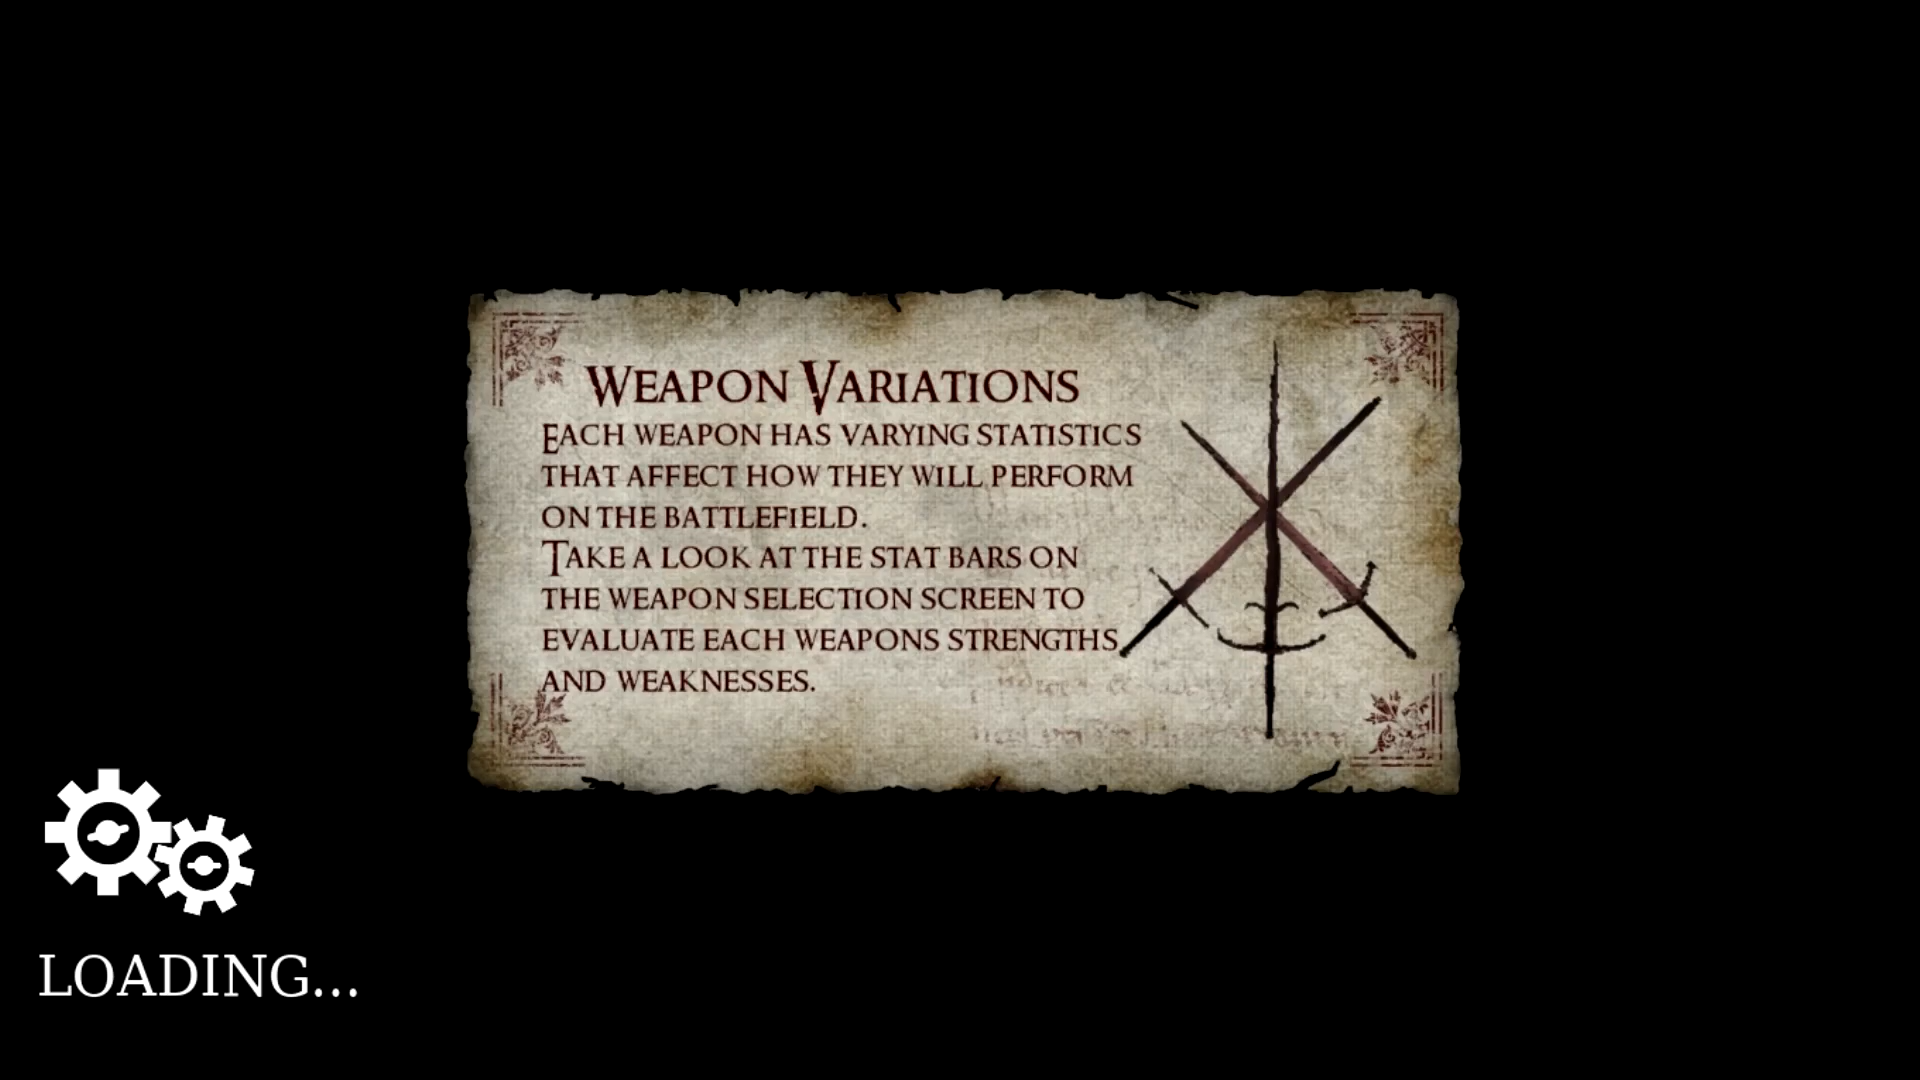 WEAPON VARIATIONS
EACH WEAPON HAS VARYING STATISTICS
THAT AFFECT HOW THEY WILL PERFORM
ON THE BATTLEFIELD.
TAKE A LOOK AT THE STAT BARS ON
THE WEAPON SELECTION SCREEN TO
EVALUATE EACH WEAPONS STRENGTHS
AND WEAKNESSES.
LOADING...